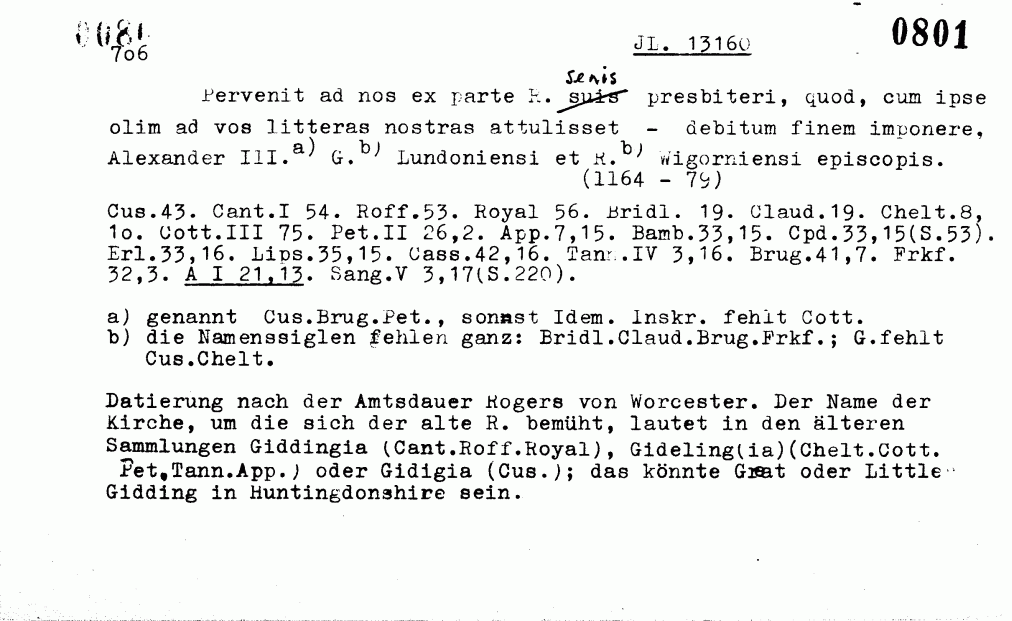 0801
706
JL. 13160
senis
Pervenit ad nos ex parte R. suis presbiteri, quod, cum ipse
olim ad vos litteras nostras attulisset - debitum finem imponere,
Alexander III.a) G.b) Lundoniensi et R.b) Wigorniensi episcopis.
(1164 - 79)
Cus.43. Cant.I 54. Roff.53. Royal 56. Bridl. 19. Claud.19. Chelt.8,
1o. Cott.III 75. Pet.II 26,2. App.7,15. Bamb.33,15. Cpd.33,15(S.53).
Erl.33,16. Lips.35,15. Cass.42,16. Tann.IV 3,16. Brug.41,7. Frkf.
32,3. A I 21,13. Sang.V 3,17(S.220).
a) genannt Cus.Brug.Pet., sonst Idem. Inskr. fehlt Cott.
b) die Namenssiglen fehlen ganz: Bridl.Claud.Brug.Frkf.; G.fehlt
Cus.Chelt.
Datierung nach der Amtsdauer Rogers von Worcester. Der Name der
Kirche, um die sich der alte R. bemüht, lautet in den älteren
Sammlungen Giddingia (Cant.Roff.Royal), Gideling(ia)(Chelt.Cott.
Pet.Tann.App.) oder Gidigia (Cus.); das könnte Great oder Little
Gidding in Huntingdonshire sein.